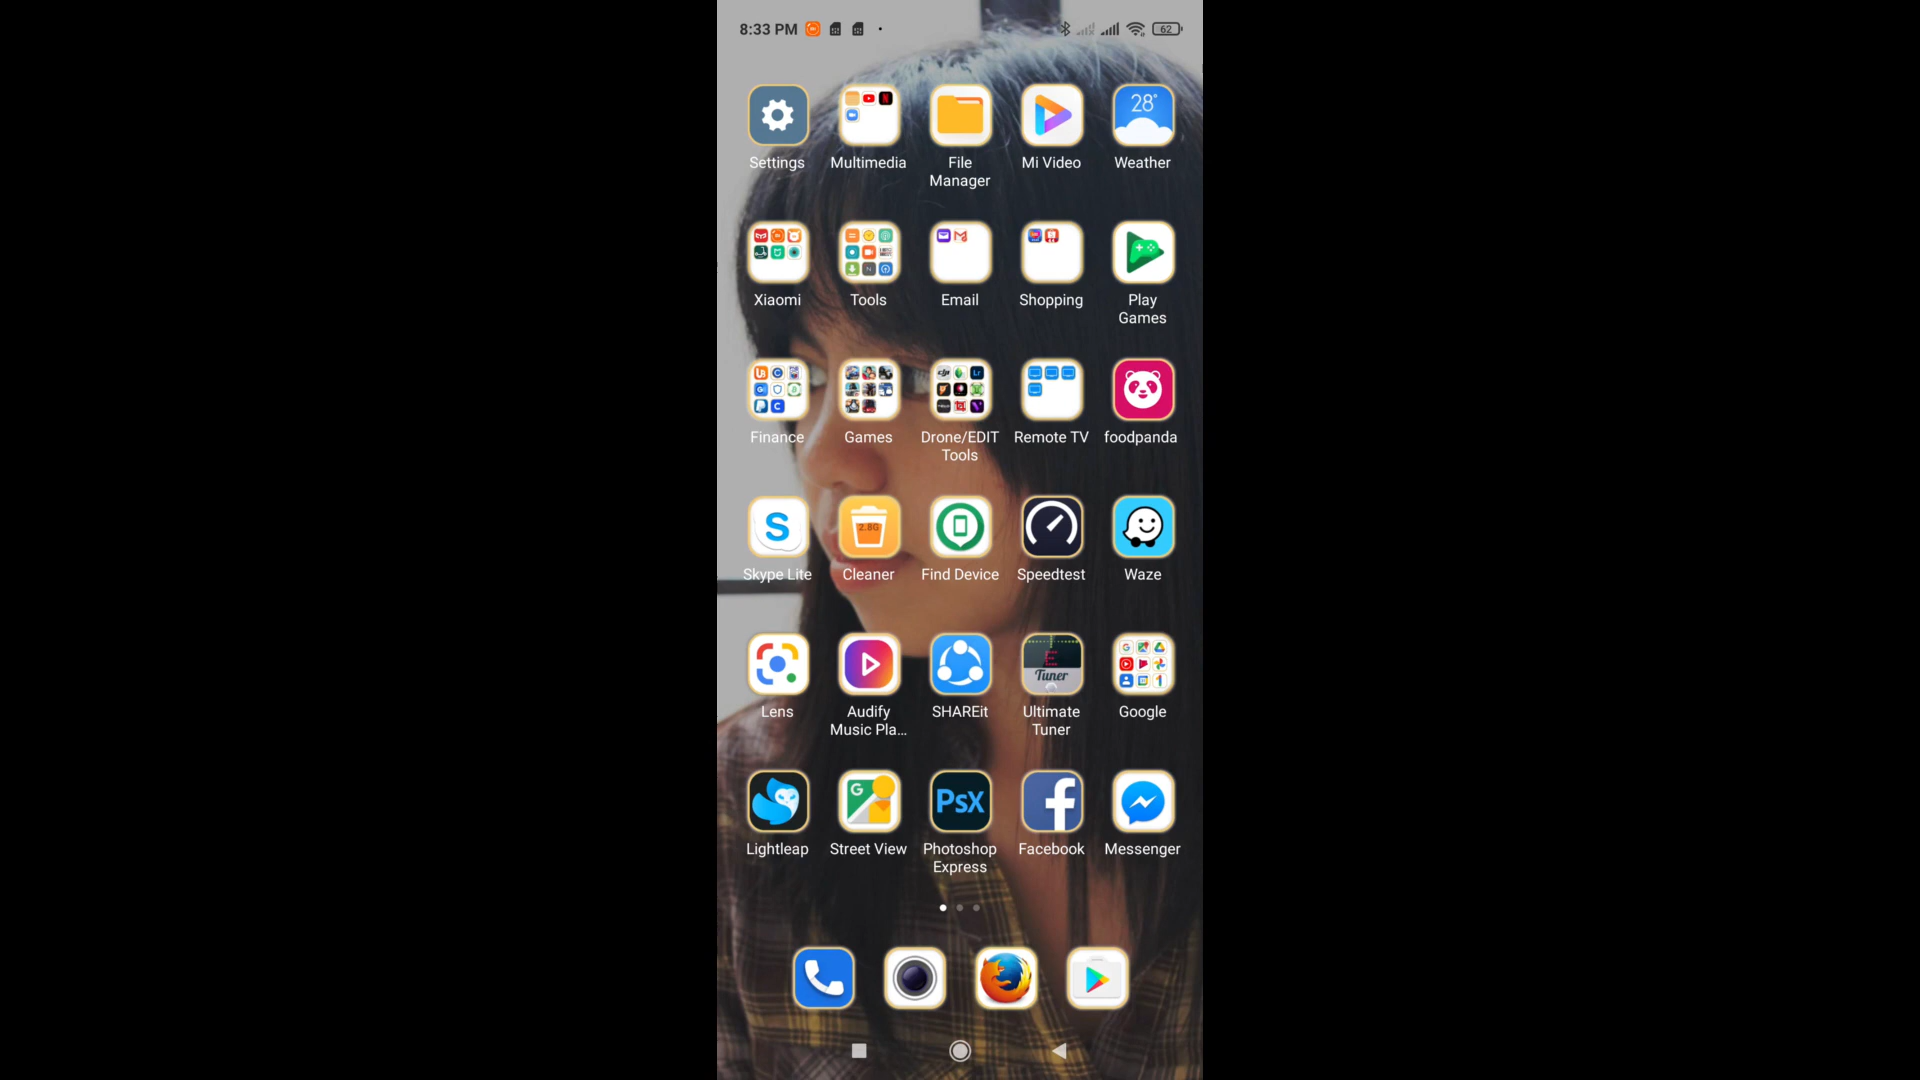 8:33 PM
62
28°
Settings
Multimedia
File
Manager
Mi Video
Weather
Xiaomi
Tools
Email
Shopping
Play
Games
Finance
Games
Drone/EDIT
Tools
Remote TV
foodpanda
S
2.8G
Skype Lite
Cleaner
Find Device
Speedtest
Waze
E
Tuner
Lens
Audify
Music Pla...
SHAREit
Ultimate
Tuner
Google
G
PsX
f
Lightleap
Street View
Photoshop
Express
Facebook
Messenger